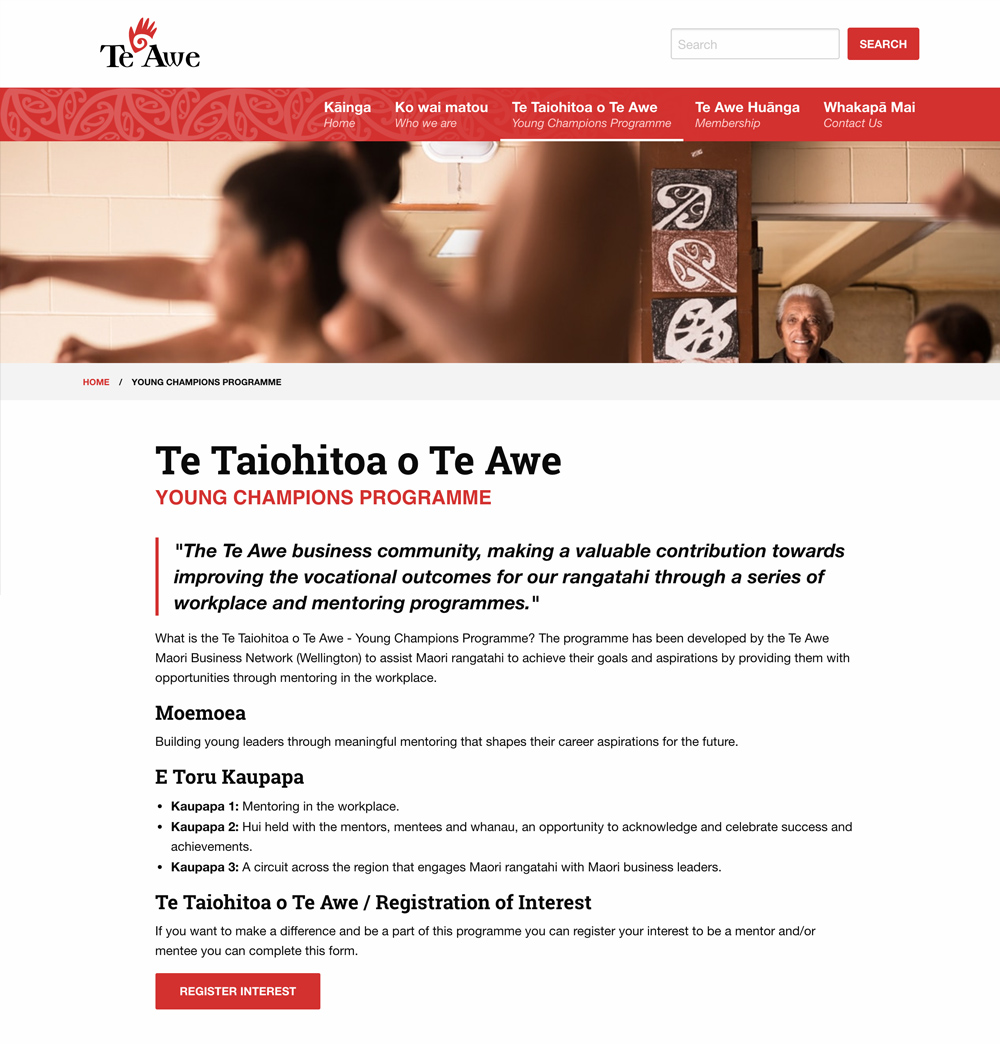 Te Awe
Search
SEARCH
Kāinga
Home
Ko wai matou
Who we are
Te Taiohitoa o Te Awe
Young Champions Programme
Te Awe Huānga
Membership
Whakapā Mai
Contact Us
HOME / YOUNG CHAMPIONS PROGRAMME
Te Taiohitoa o Te Awe
YOUNG CHAMPIONS PROGRAMME
"The Te Awe business community, making a valuable contribution towards
improving the vocational outcomes for our rangatahi through a series of
workplace and mentoring programmes."
What is the Te Taiohitoa o Te Awe - Young Champions Programme? The programme has been developed by the Te Awe
Maori Business Network (Wellington) to assist Maori rangatahi to achieve their goals and aspirations by providing them with
opportunities through mentoring in the workplace.
Moemoea
Building young leaders through meaningful mentoring that shapes their career aspirations for the future.
E Toru Kaupapa
• Kaupapa 1: Mentoring in the workplace.
• Kaupapa 2: Hui held with the mentors, mentees and whanau, an opportunity to acknowledge and celebrate success and
achievements.
• Kaupapa 3: A circuit across the region that engages Maori rangatahi with Maori business leaders.
Te Taiohitoa o Te Awe / Registration of Interest
If you want to make a difference and be a part of this programme you can register your interest to be a mentor and/or
mentee you can complete this form.
REGISTER INTEREST